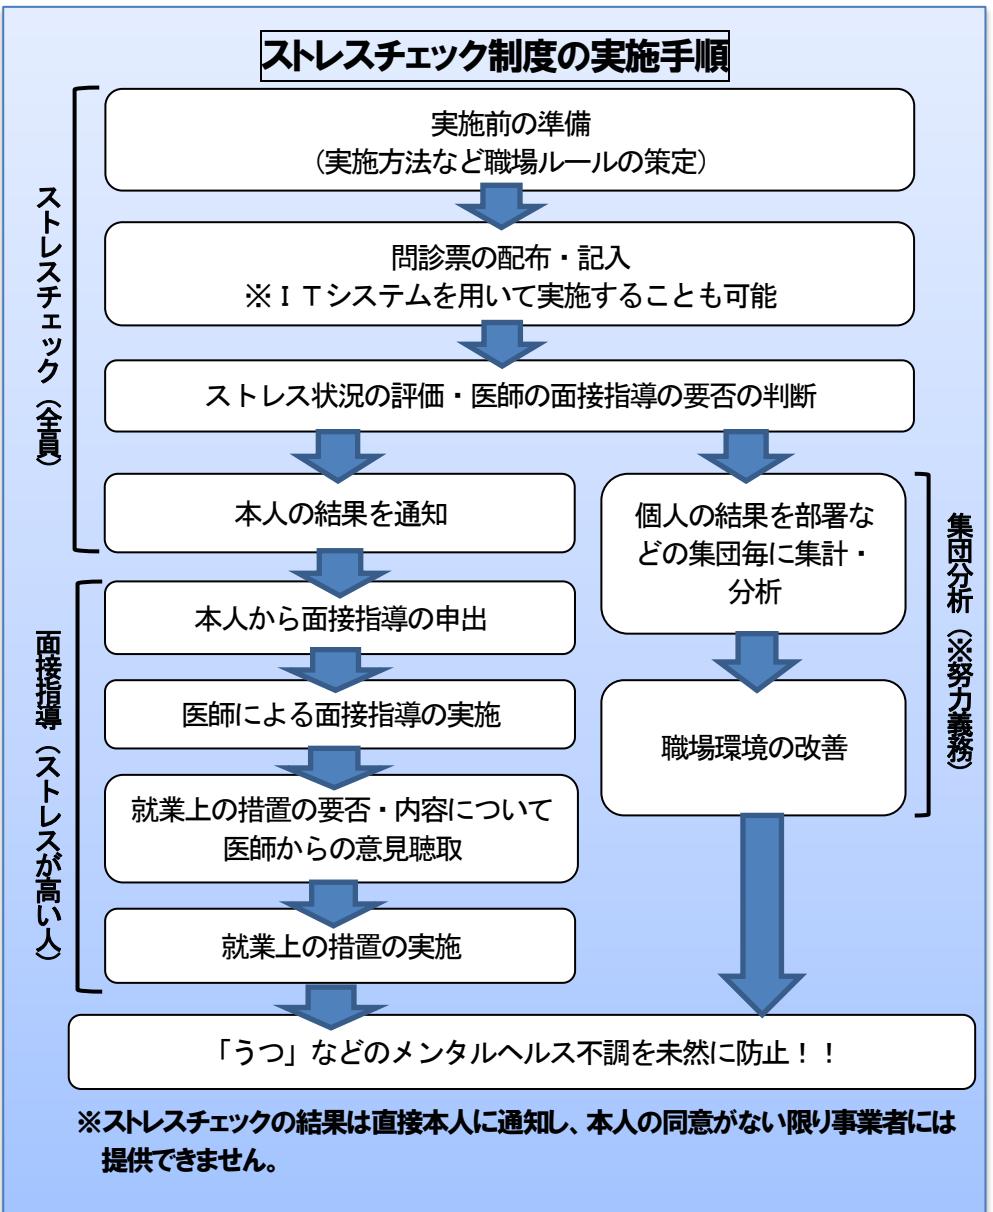 ストレスチェック制度の実施手順
ストレスチェック（全員）
実施前の準備
（実施方法など職場ルールの策定）
問診票の配布・記入
※ＩＴシステムを用いて実施することも可能
ストレス状況の評価・医師の面接指導の要否の判断
本人の結果を通知
面接指導（ストレスが高い人）
本人から面接指導の申出
医師による面接指導の実施
就業上の措置の要否・内容について
医師からの意見聴取
就業上の措置の実施
個人の結果を部署な
どの集団毎に集計・
分析
職場環境の改善
集団分析（※努力義務）
「うつ」などのメンタルヘルス不調を未然に防止！！
※ストレスチェックの結果は直接本人に通知し、本人の同意がない限り事業者には
提供できません。